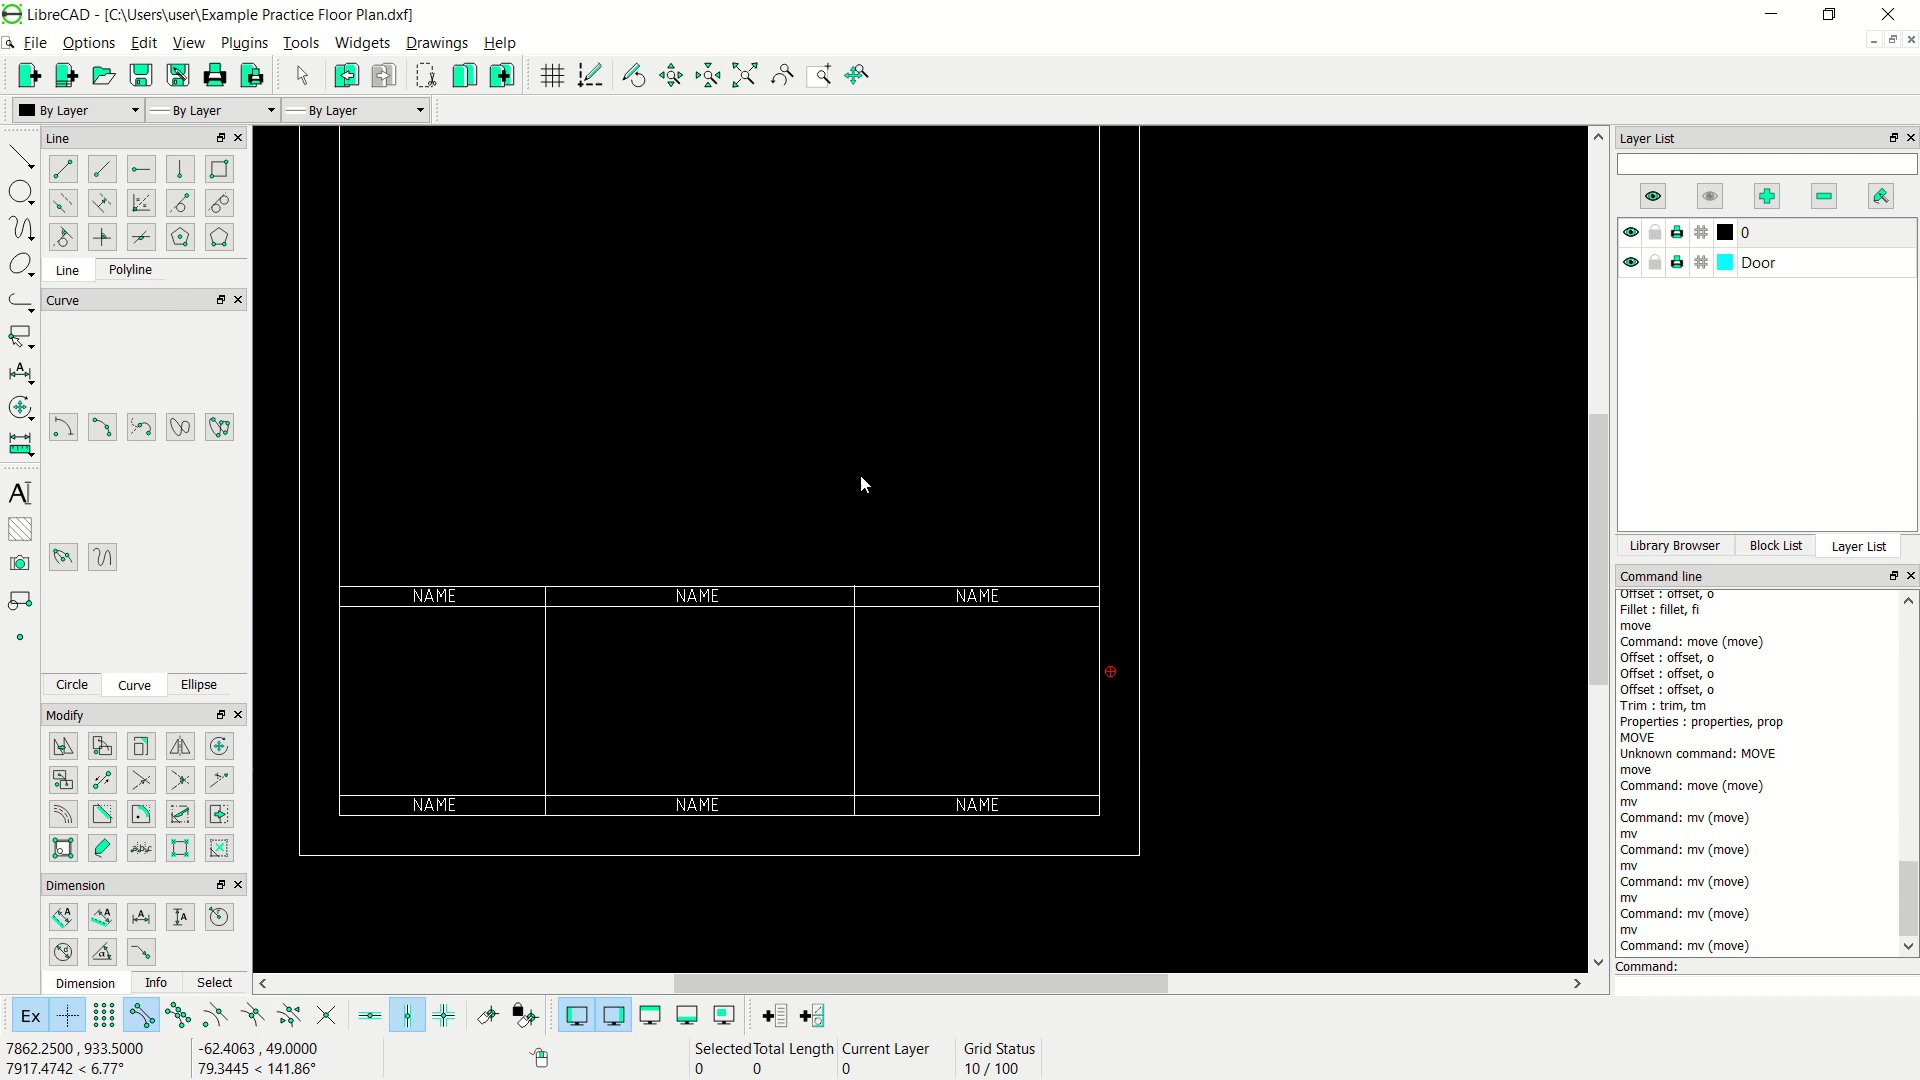 LibreCAD - [C:\Users\user\Example Practice Floor Plan.dxf]
File Options Edit View Plugins Tools Widgets Drawings Help
By Layer By Layer By Layer
Line
Line Polyline
Curve
Circle Curve Ellipse
Modify
Dimension
Dimension Info Select
NAME NAME NAME
NAME NAME NAME
Layer List
0
Door
Library Browser Block List Layer List
Command line
Offset : offset, o
Fillet : fillet, fi
move
Command: move (move)
Offset : offset, o
Offset : offset, o
Offset : offset, o
Trim : trim, tm
Properties : properties, prop
MOVE
Unknown command: MOVE
move
Command: move (move)
mv
Command: mv (move)
mv
Command: mv (move)
mv
Command: mv (move)
mv
Command: mv (move)
mv
Command: mv (move)
Command:
Ex
7862.2500 , 933.5000 -62.4063 , 49.0000 Selected Total Length Current Layer Grid Status
7917.4742 < 6.77° 79.3445 < 141.86° 0 0 0 10 / 100